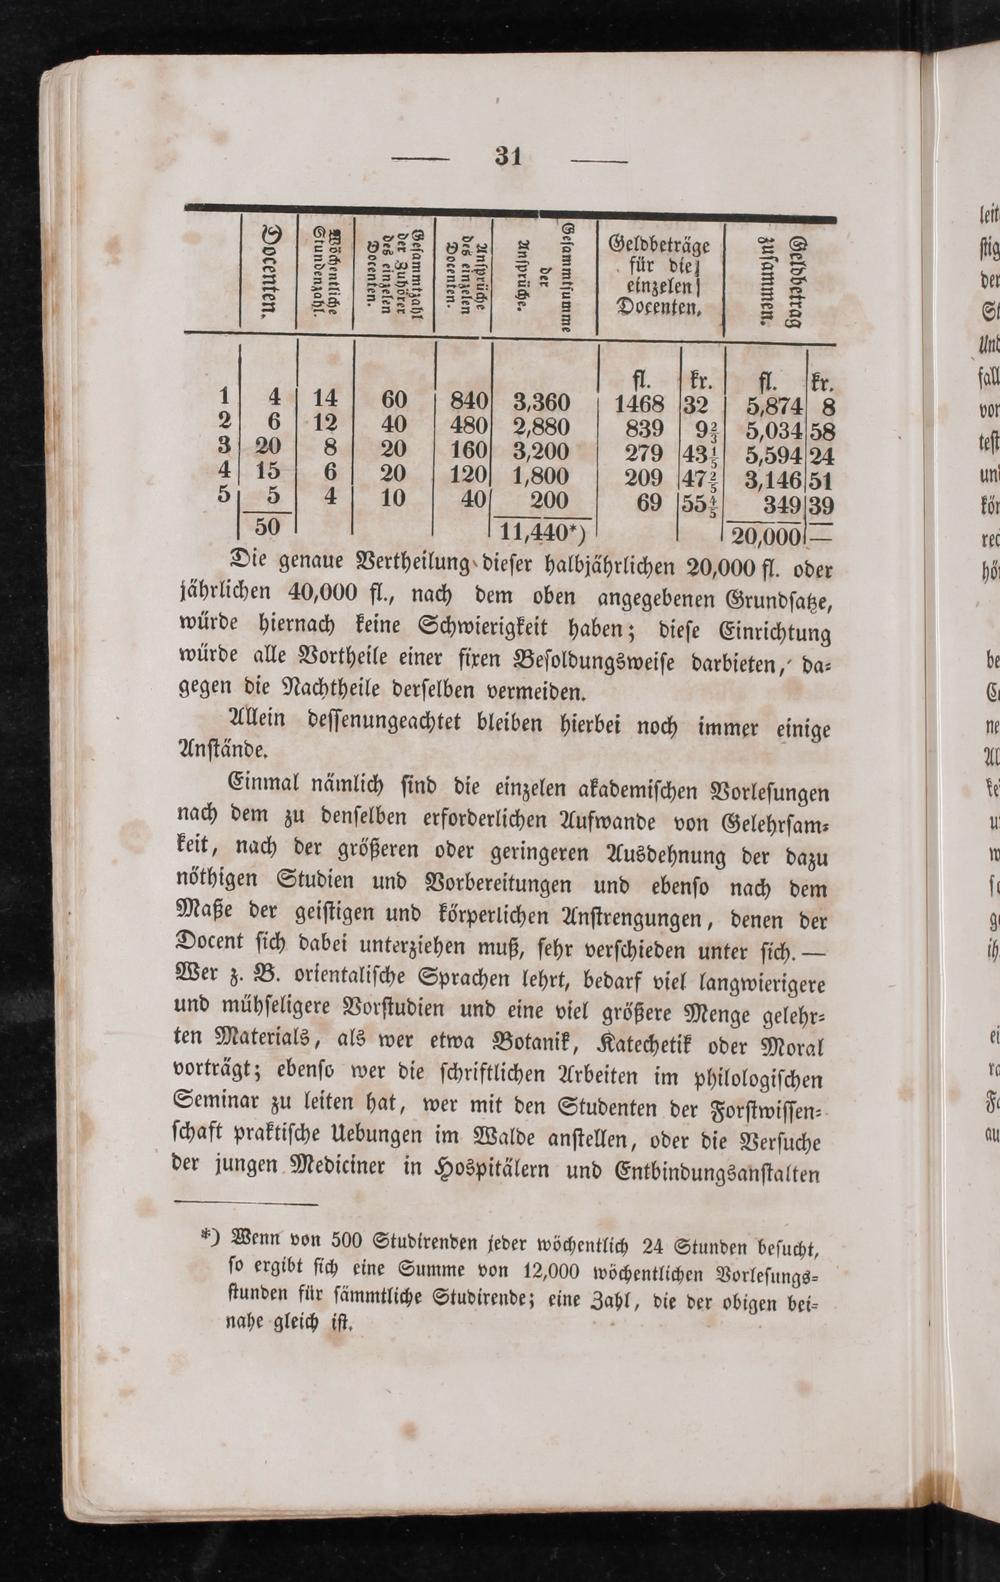 31
Docenten.
Wöchentliche
Stundenzahl.
Gesammtzahl
der Zuhörer
des einzelen
Docenten.
Ansprüche
des einzelen
Docenten.
Gesammtsumme
der
Ansprüche.
Geldbeträge
für die
einzelen
Docenten.
Geldbetrag
zusammen.
fl. kr. fl. kr.
1 4 14 60 840 3,360 1468 32 5,874 8
2 6 12 40 480 2,880 839 9⅔ 5,034 58
3 20 8 20 160 3,200 279 43⅕ 5,594 24
4 15 6 20 120 1,800 209 47⅖ 3,146 51
5 5 4 10 40 200 69 55⅘ 349 39
50 11,440*) 20,000 —
Die genaue Vertheilung dieser halbjährlichen 20,000 fl. oder
jährlichen 40,000 fl., nach dem oben angegebenen Grundsatze,
würde hiernach keine Schwierigkeit haben; diese Einrichtung
würde alle Vortheile einer fixen Besoldungsweise darbieten, da-
gegen die Nachtheile derselben vermeiden.
Allein dessenungeachtet bleiben hierbei noch immer einige
Anstände.
Einmal nämlich sind die einzelen akademischen Vorlesungen
nach dem zu denselben erforderlichen Aufwande von Gelehrsam-
keit, nach der größeren oder geringeren Ausdehnung der dazu
nöthigen Studien und Vorbereitungen und ebenso nach dem
Maße der geistigen und körperlichen Anstrengungen, denen der
Docent sich dabei unterziehen muß, sehr verschieden unter sich. —
Wer z. B. orientalische Sprachen lehrt, bedarf viel langwierigere
und mühseligere Vorstudien und eine viel größere Menge gelehr-
ten Materials, als wer etwa Botanik, Katechetik oder Moral
vorträgt; ebenso wer die schriftlichen Arbeiten im philologischen
Seminar zu leiten hat, wer mit den Studenten der Forstwissen-
schaft praktische Uebungen im Walde anstellen, oder die Versuche
der jungen Mediciner in Hospitälern und Entbindungsanstalten
*) Wenn von 500 Studirenden jeder wöchentlich 24 Stunden besucht,
so ergibt sich eine Summe von 12,000 wöchentlichen Vorlesungs-
stunden für sämmtliche Studirende; eine Zahl, die der obigen bei-
nahe gleich ist.